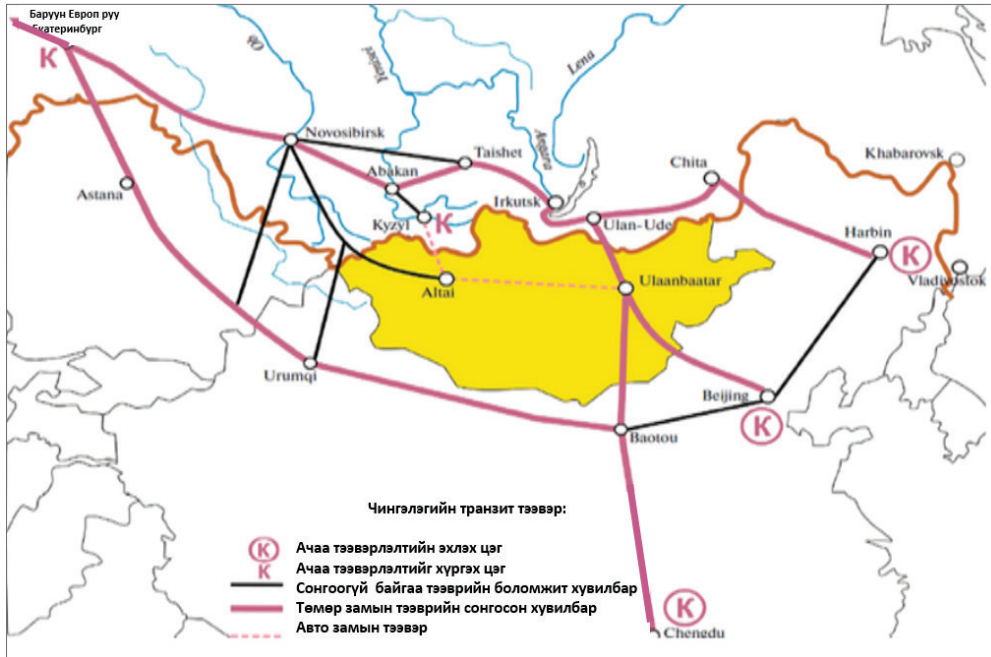 Баруун Европ руу
Екатеринбург
К
Ob
Yenisei
Lena
Angara
Novosibirsk
Taishet
Abakan
Chita
Khabarovsk
Astana
Irkutsk
Kyzyl
К
Ulan-Ude
Harbin
К
Altai
Ulaanbaatar
Vladivostok
Urumqi
Beijing
К
Baotou
Чингэлэгийн транзит тээвэр:
К Ачаа тээвэрлэлтийн эхлэх цэг
К Ачаа тээвэрлэлтийг хүргэх цэг
Сонгоогүй байгаа тээврийн боломжит хувилбар
Төмөр замын тээврийн сонгосон хувилбар
Авто замын тээвэр
К
Chengdu